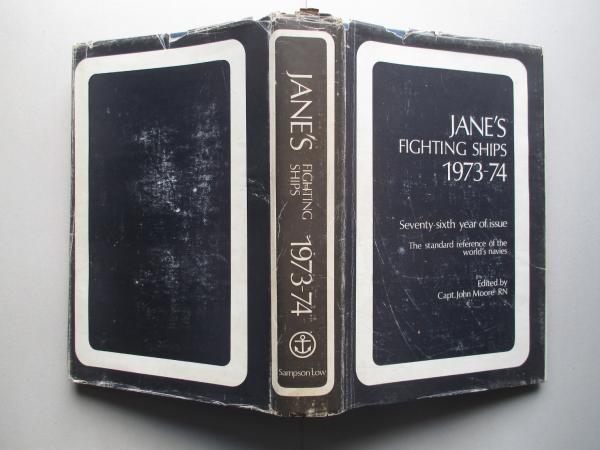 JANE'S
FIGHTING
SHIPS
1973-74
Sampson Low
JANE'S
FIGHTING SHIPS
1973-74
Seventy-sixth year of issue
The standard reference of the
world's navies
Edited by
Capt. John Moore RN